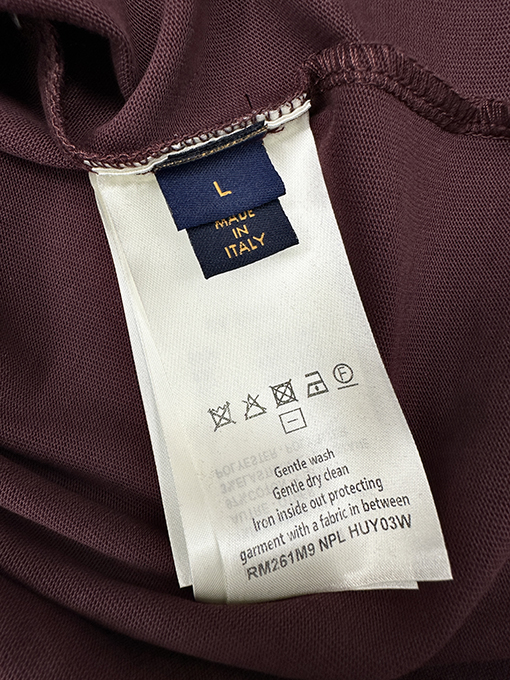 L
MADE
IN
ITALY
Gentle wash
Gentle dry clean
Iron inside out protecting
garment with a fabric in between
RM261M9 NPL HUY03W